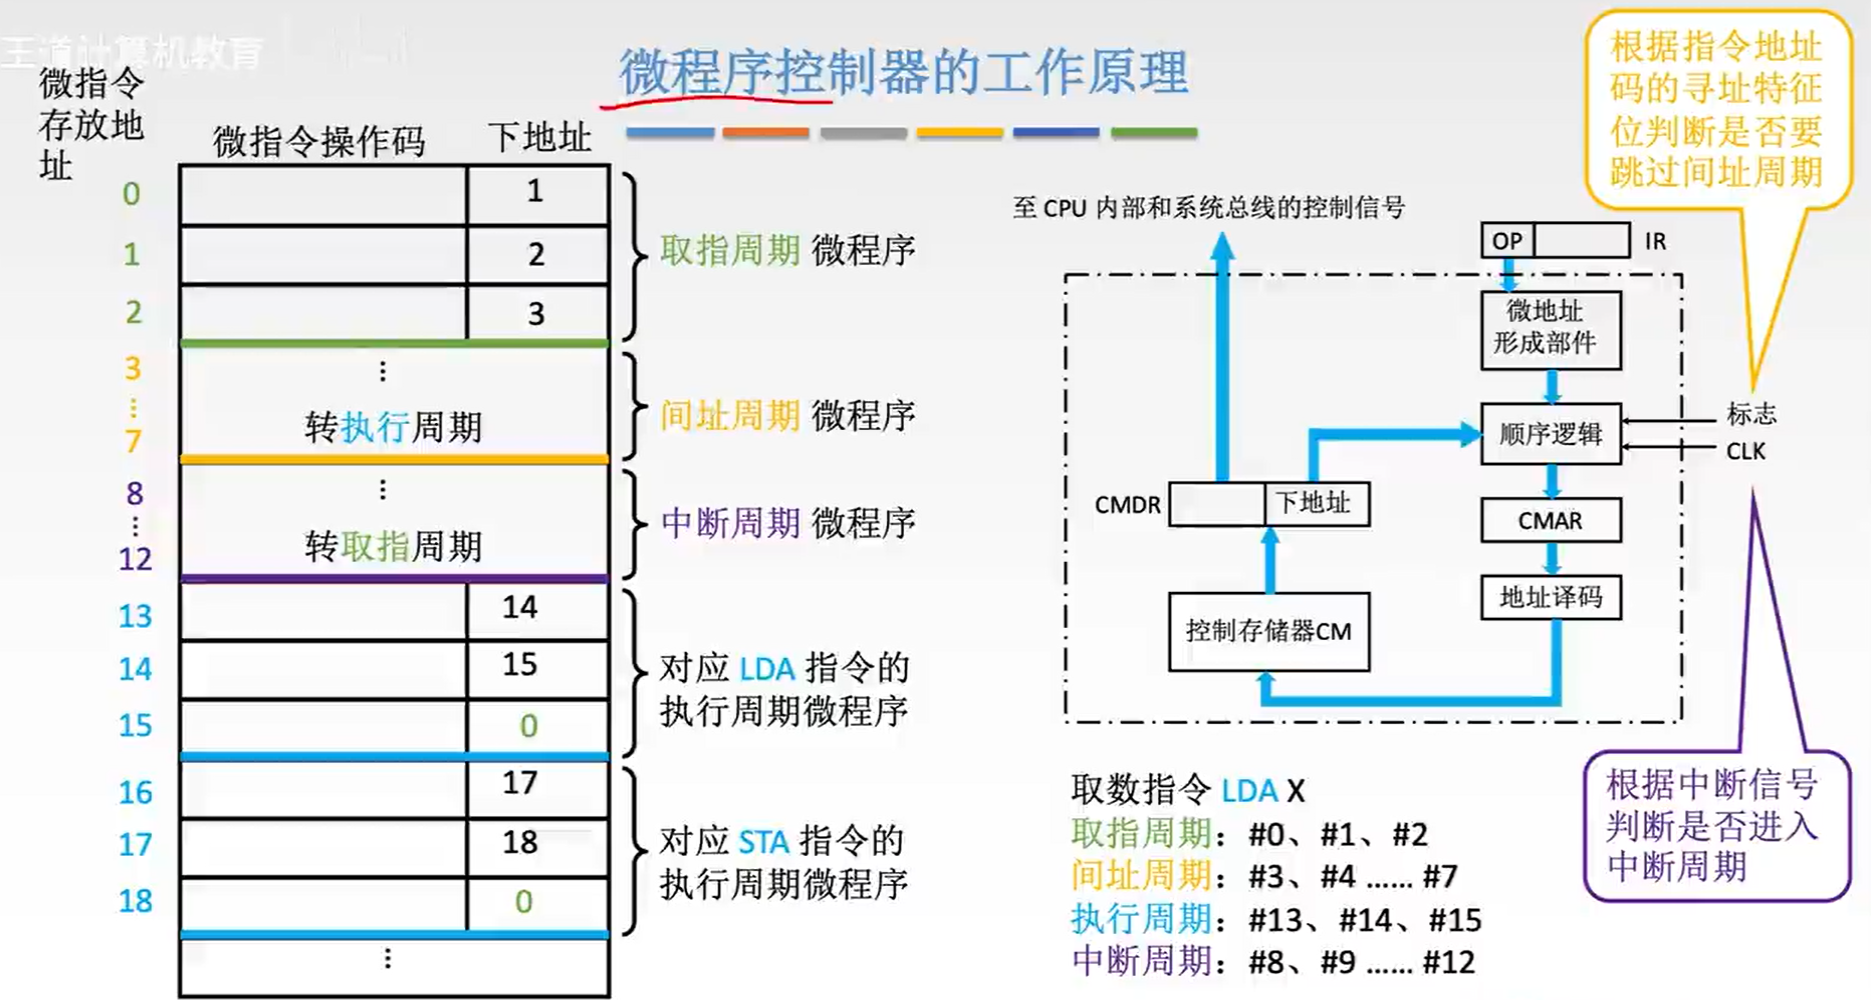 王道计算机教育
微程序控制器的工作原理
微指令
存放地
址
微指令操作码
下地址
0
1
1
2
2
3
取指周期 微程序
3
⋮
7
⋮
转执行周期
间址周期 微程序
8
⋮
12
⋮
转取指周期
中断周期 微程序
13
14
14
15
15
0
对应 LDA 指令的
执行周期微程序
16
17
17
18
18
0
对应 STA 指令的
执行周期微程序
⋮
至 CPU 内部和系统总线的控制信号
OP
IR
微地址
形成部件
顺序逻辑
标志
CLK
CMDR
下地址
CMAR
地址译码
控制存储器CM
根据指令地址
码的寻址特征
位判断是否要
跳过间址周期
取数指令 LDA X
取指周期：#0、#1、#2
间址周期：#3、#4 …… #7
执行周期：#13、#14、#15
中断周期：#8、#9 …… #12
根据中断信号
判断是否进入
中断周期